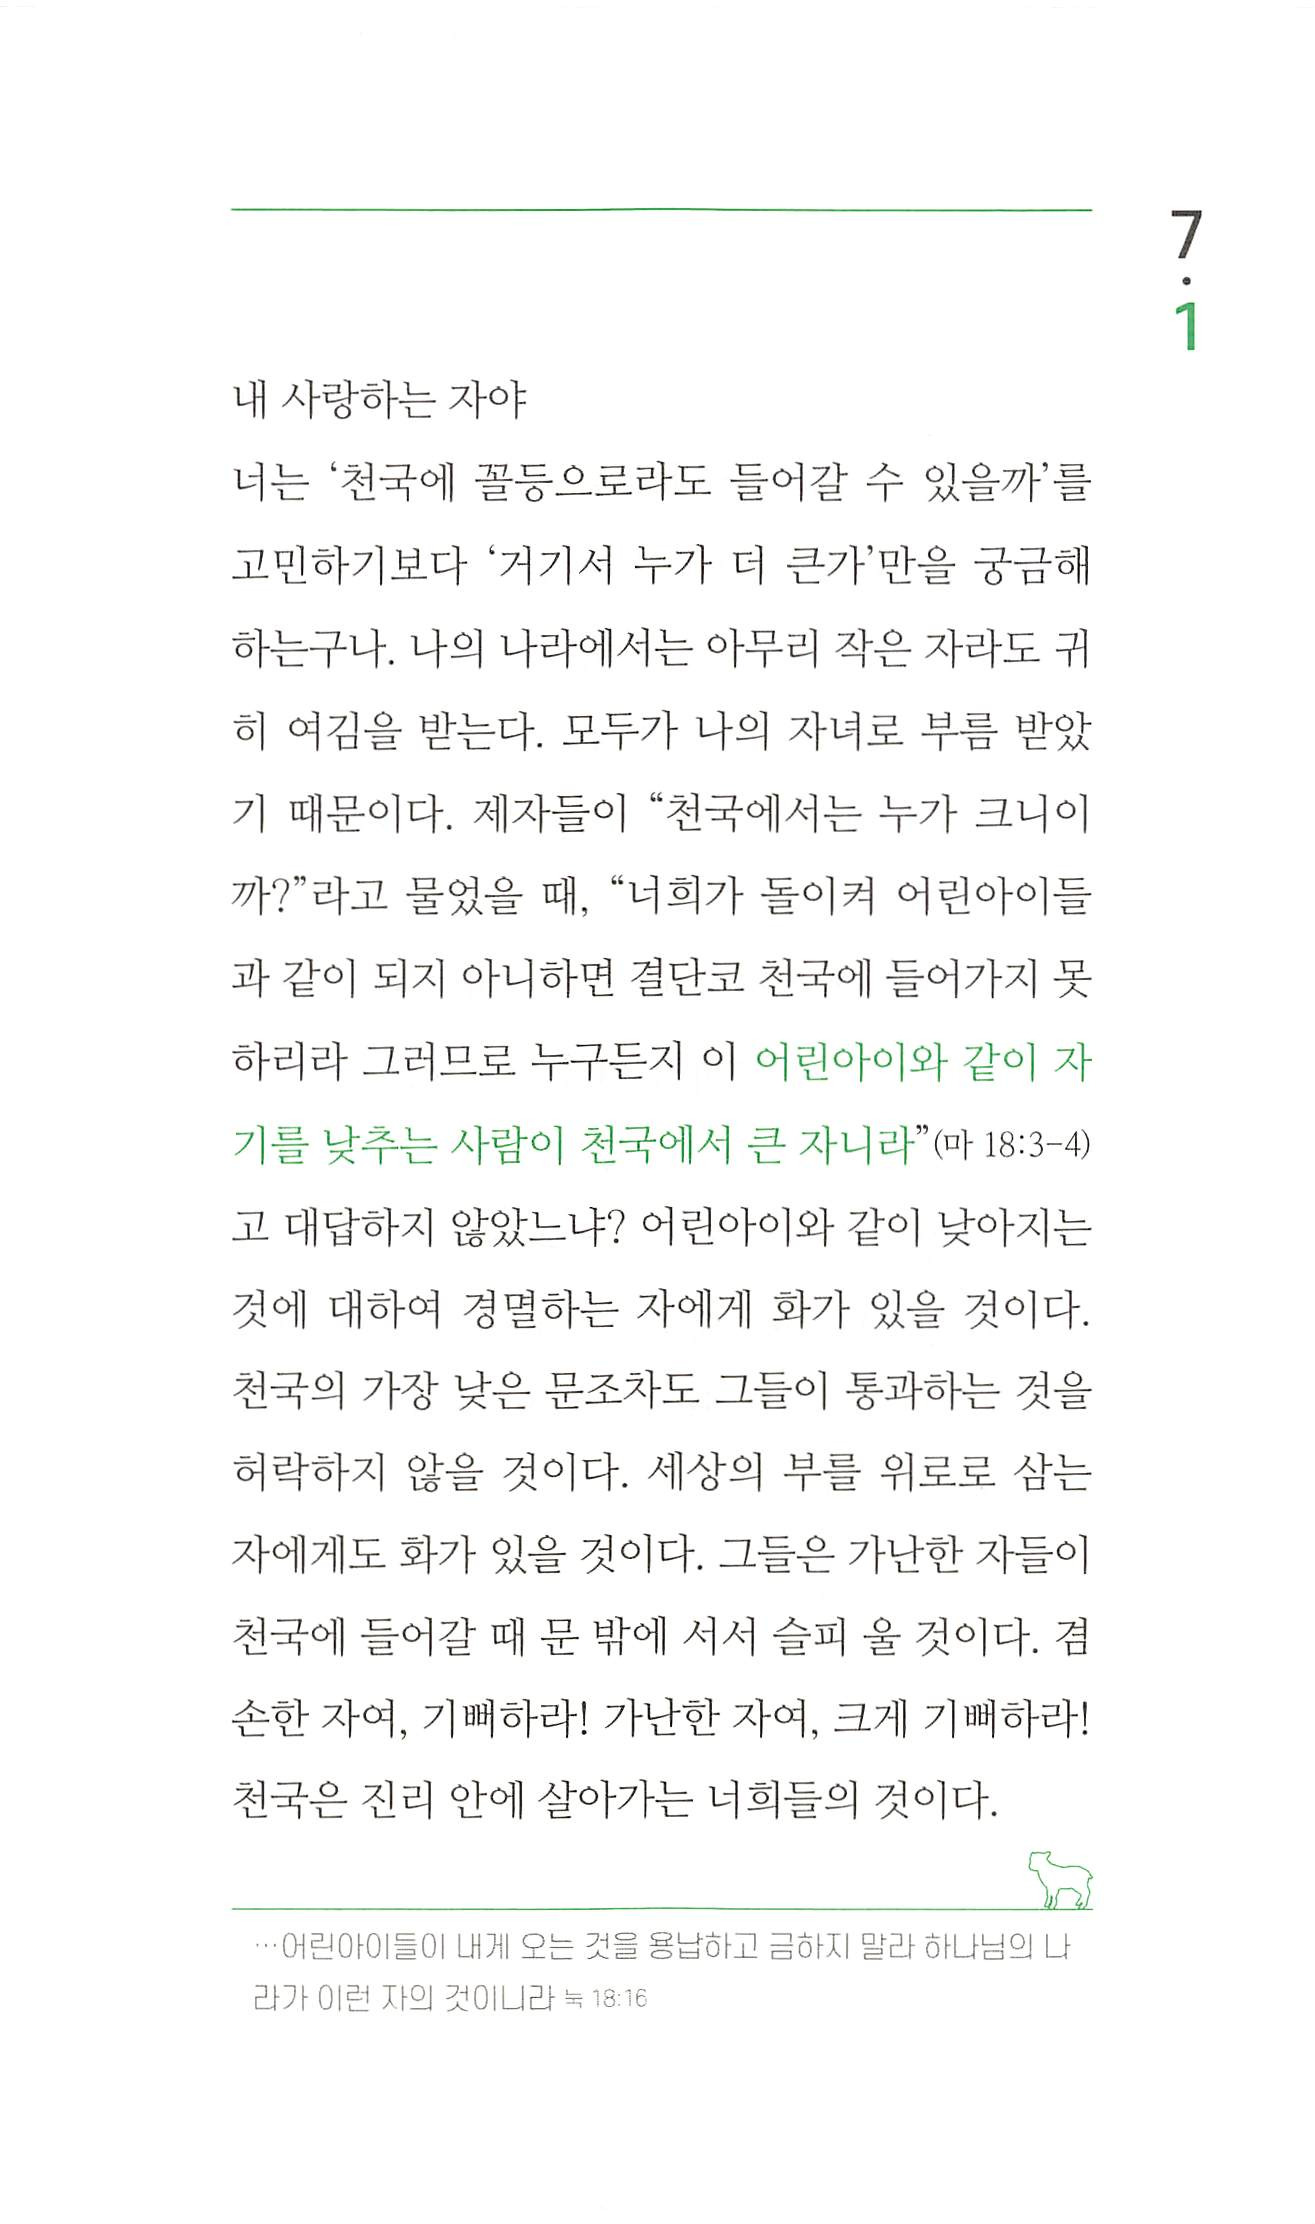 7
·
1
내 사랑하는 자야
너는 ‘천국에 꼴등으로라도 들어갈 수 있을까’를
고민하기보다 ‘거기서 누가 더 큰가’만을 궁금해
하는구나. 나의 나라에서는 아무리 작은 자라도 귀
히 여김을 받는다. 모두가 나의 자녀로 부름 받았
기 때문이다. 제자들이 “천국에서는 누가 크니이
까?”라고 물었을 때, “너희가 돌이켜 어린아이들
과 같이 되지 아니하면 결단코 천국에 들어가지 못
하리라 그러므로 누구든지 이 어린아이와 같이 자
기를 낮추는 사람이 천국에서 큰 자니라”(마 18:3-4)
고 대답하지 않았느냐? 어린아이와 같이 낮아지는
것에 대하여 경멸하는 자에게 화가 있을 것이다.
천국의 가장 낮은 문조차도 그들이 통과하는 것을
허락하지 않을 것이다. 세상의 부를 위로로 삼는
자에게도 화가 있을 것이다. 그들은 가난한 자들이
천국에 들어갈 때 문 밖에 서서 슬피 울 것이다. 겸
손한 자여, 기뻐하라! 가난한 자여, 크게 기뻐하라!
천국은 진리 안에 살아가는 너희들의 것이다.
…어린아이들이 내게 오는 것을 용납하고 금하지 말라 하나님의 나
라가 이런 자의 것이니라 눅 18:16